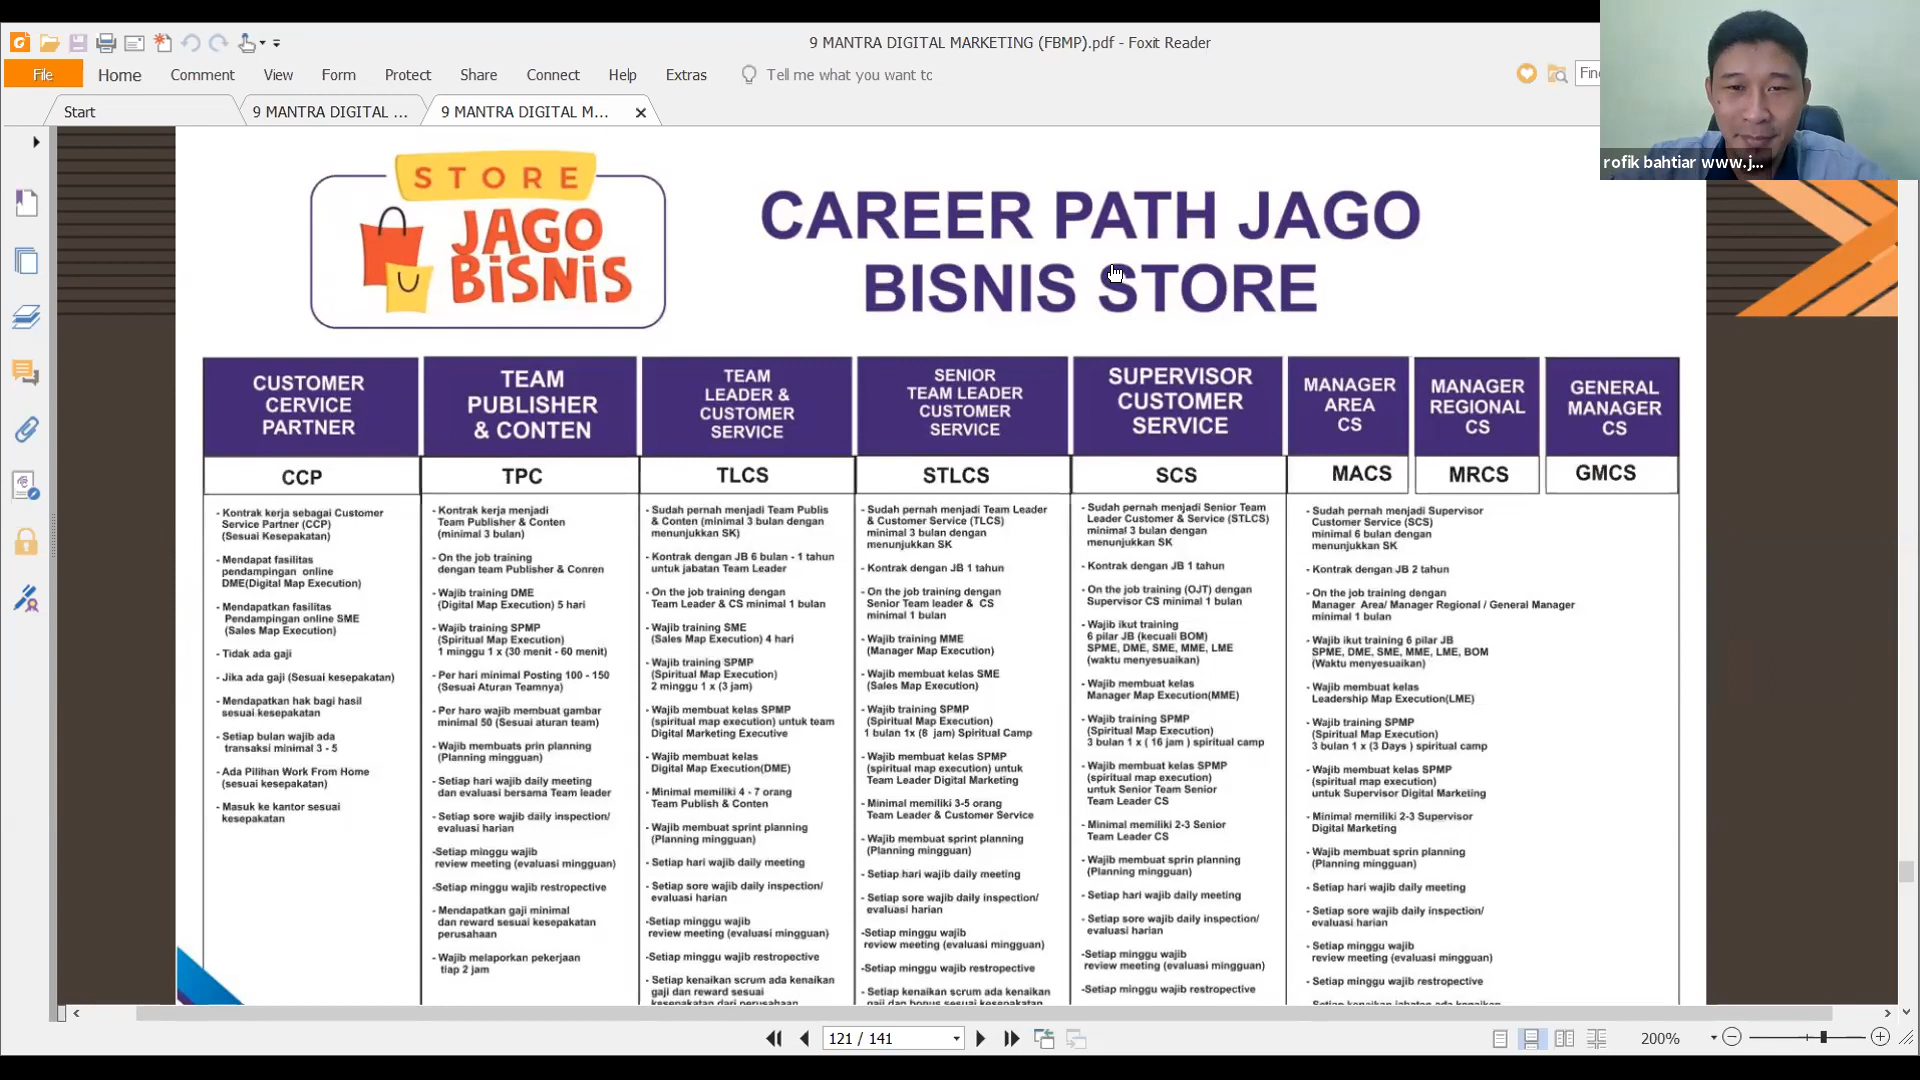 9 MANTRA DIGITAL MARKETING (FBMP).pdf - Foxit Reader
File Home Comment View Form Protect Share Connect Help Extras Tell me what you want to
Start 9 MANTRA DIGITAL ... 9 MANTRA DIGITAL M...
rofik bahtiar www.j...
STORE
JAGO
BiSNiS
CAREER PATH JAGO
BISNIS STORE
CUSTOMER
CERVICE
PARTNER
CCP
- Kontrak kerja sebagai Customer
Service Partner (CCP)
(Sesuai Kesepakatan)
- Mendapat fasilitas
pendampingan online
DME(Digital Map Execution)
- Mendapatkan fasilitas
Pendampingan online SME
(Sales Map Execution)
- Tidak ada gaji
- Jika ada gaji (Sesuai kesepakatan)
- Mendapatkan hak bagi hasil
sesuai kesepakatan
- Setiap bulan wajib ada
transaksi minimal 3 - 5
- Ada Pilihan Work From Home
(sesuai kesepakatan)
- Masuk ke kantor sesuai
kesepakatan
TEAM
PUBLISHER
& CONTEN
TPC
- Kontrak kerja menjadi
Team Publisher & Conten
(minimal 3 bulan)
- On the job training
dengan team Publisher & Conren
- Wajib training DME
(Digital Map Execution) 5 hari
- Wajib training SPMP
(Spiritual Map Execution)
1 minggu 1 x (30 menit - 60 menit)
- Per hari minimal Posting 100 - 150
(Sesuai Aturan Teamnya)
- Per haro wajib membuat gambar
minimal 50 (Sesuai aturan team)
- Wajib membuats prin planning
(Planning mingguan)
- Setiap hari wajib daily meeting
dan evaluasi bersama Team leader
- Setiap sore wajib daily inspection/
evaluasi harian
-Setiap minggu wajib
review meeting (evaluasi mingguan)
-Setiap minggu wajib restropective
- Mendapatkan gaji minimal
dan reward sesuai kesepakatan
perusahaan
- Wajib melaporkan pekerjaan
tiap 2 jam
TEAM
LEADER &
CUSTOMER
SERVICE
TLCS
- Sudah pernah menjadi Team Publis
& Conten (minimal 3 bulan dengan
menunjukkan SK)
- Kontrak dengan JB 6 bulan - 1 tahun
untuk jabatan Team Leader
- On the job training dengan
Team Leader & CS minimal 1 bulan
- Wajib training SME
(Sales Map Execution) 4 hari
- Wajib training SPMP
(Spiritual Map Execution)
2 minggu 1 x (3 jam)
- Wajib membuat kelas SPMP
(spiritual map execution) untuk team
Digital Marketing Executive
- Wajib membuat kelas
Digital Map Execution(DME)
- Minimal memiliki 4 - 7 orang
Team Publish & Conten
- Wajib membuat sprint planning
(Planning mingguan)
- Setiap hari wajib daily meeting
- Setiap sore wajib daily inspection/
evaluasi harian
-Setiap minggu wajib
review meeting (evaluasi mingguan)
-Setiap minggu wajib restropective
- Setiap kenaikan scrum ada kenaikan
gaji dan reward sesuai
kesepakatan dari perusahaan
SENIOR
TEAM LEADER
CUSTOMER
SERVICE
STLCS
- Sudah pernah menjadi Team Leader
& Customer Service (TLCS)
minimal 3 bulan dengan
menunjukkan SK
- Kontrak dengan JB 1 tahun
- On the job training dengan
Senior Team leader & CS
minimal 1 bulan
- Wajib training MME
(Manager Map Execution)
- Wajib membuat kelas SME
(Sales Map Execution)
- Wajib training SPMP
(Spiritual Map Execution)
1 bulan 1x (8 jam) Spiritual Camp
- Wajib membuat kelas SPMP
(spiritual map execution) untuk
Team Leader Digital Marketing
- Minimal memiliki 3-5 orang
Team Leader & Customer Service
- Wajib membuat sprint planning
(Planning mingguan)
- Setiap hari wajib daily meeting
- Setiap sore wajib daily inspection/
evaluasi harian
-Setiap minggu wajib
review meeting (evaluasi mingguan)
-Setiap minggu wajib restropective
- Setiap kenaikan scrum ada kenaikan
gaji dan bonus sesuai kesepakatan
SUPERVISOR
CUSTOMER
SERVICE
SCS
- Sudah pernah menjadi Senior Team
Leader Customer & Service (STLCS)
minimal 3 bulan dengan
menunjukkan SK
- Kontrak dengan JB 1 tahun
- On the job training (OJT) dengan
Supervisor CS minimal 1 bulan
- Wajib ikut training
6 pilar JB (kecuali BOM)
SPME, DME, SME, MME, LME
(waktu menyesuaikan)
- Wajib membuat kelas
Manager Map Execution(MME)
- Wajib training SPMP
(Spiritual Map Execution)
3 bulan 1 x ( 16 jam ) spiritual camp
- Wajib membuat kelas SPMP
(spiritual map execution)
untuk Senior Team Senior
Team Leader CS
- Minimal memiliki 2-3 Senior
Team Leader CS
- Wajib membuat sprin planning
(Planning mingguan)
- Setiap hari wajib daily meeting
- Setiap sore wajib daily inspection/
evaluasi harian
-Setiap minggu wajib
review meeting (evaluasi mingguan)
-Setiap minggu wajib restropective
MANAGER
AREA
CS
MACS
MANAGER
REGIONAL
CS
MRCS
GENERAL
MANAGER
CS
GMCS
- Sudah pernah menjadi Supervisor
Customer Service (SCS)
minimal 6 bulan dengan
menunjukkan SK
- Kontrak dengan JB 2 tahun
- On the job training dengan
Manager Area/ Manager Regional / General Manager
minimal 1 bulan
- Wajib ikut training 6 pilar JB
SPME, DME, SME, MME, LME, BOM
(Waktu menyesuaikan)
- Wajib membuat kelas
Leadership Map Execution(LME)
- Wajib training SPMP
(Spiritual Map Execution)
3 bulan 1 x (3 Days ) spiritual camp
- Wajib membuat kelas SPMP
(spiritual map execution)
untuk Supervisor Digital Marketing
- Minimal memiliki 2-3 Supervisor
Digital Marketing
- Wajib membuat sprin planning
(Planning mingguan)
- Setiap hari wajib daily meeting
- Setiap sore wajib daily inspection/
evaluasi harian
- Setiap minggu wajib
review meeting (evaluasi mingguan)
- Setiap minggu wajib restropective
121 / 141
200%